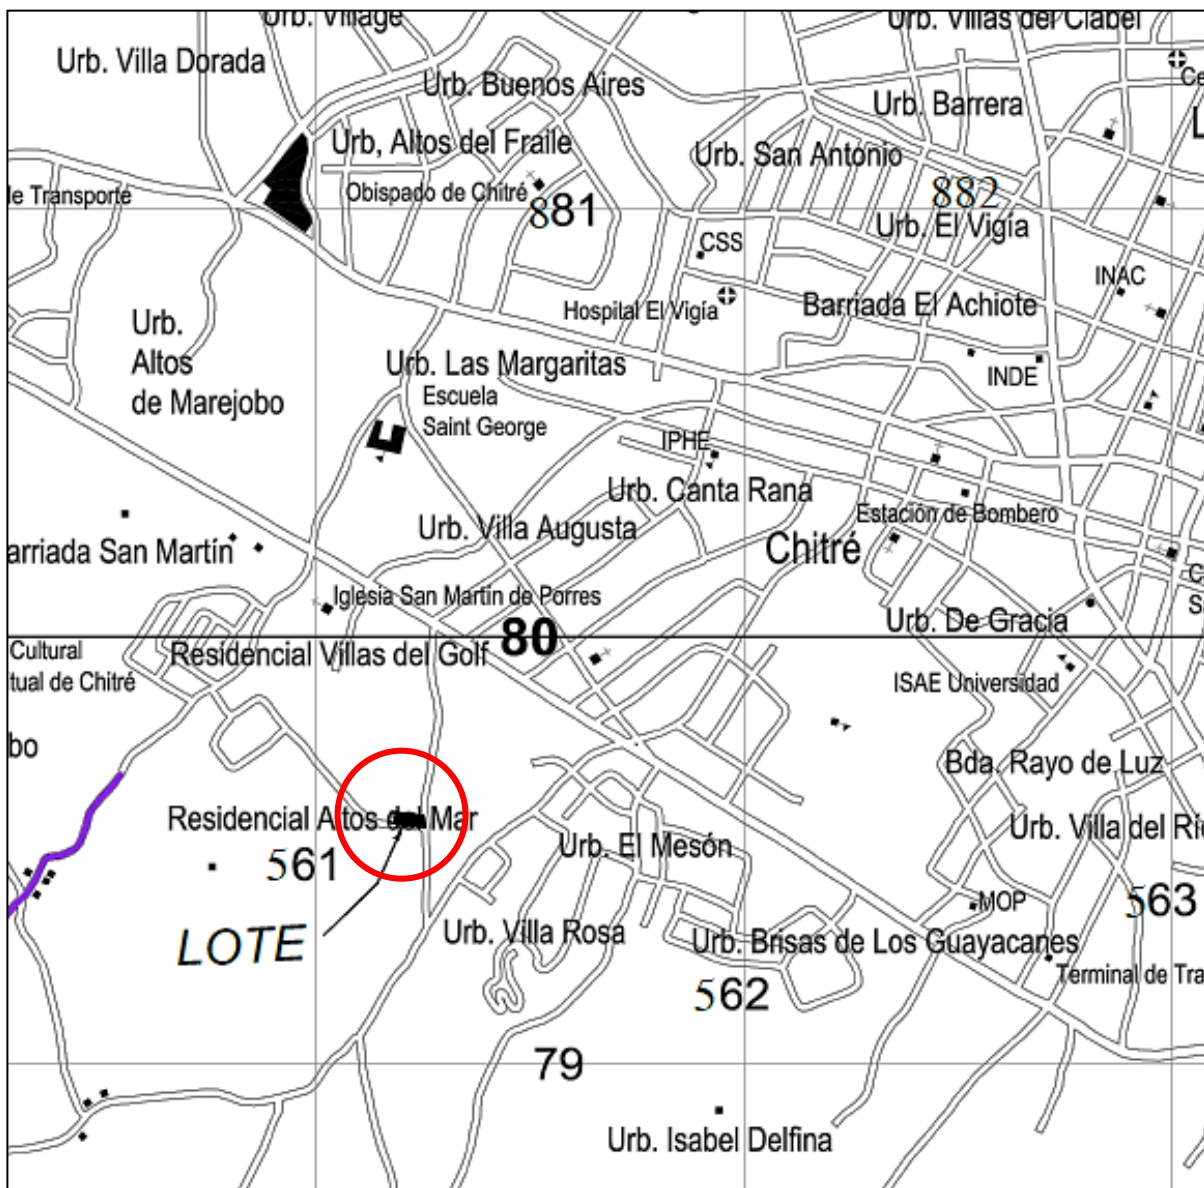 Urb. Village
Urb. Villas del Clabel
Urb. Villa Dorada
Urb. Buenos Aires
Urb. Barrera
Urb, Altos del Fraile
Urb. San Antonio
le Transporte
Obispado de Chitré
881
882
Urb. El Vigía
CSS
INAC
Hospital El Vigía
Barriada El Achiote
Urb.
Altos
de Marejobo
Urb. Las Margaritas
INDE
Escuela
Saint George
E
IPHE
Urb. Canta Rana
Estación de Bombero
Urb. Villa Augusta
Chitré
arriada San Martín
Iglesia San Martín de Porres
Urb. De Gracia
80
Cultural
tual de Chitré
Residencial Villas del Golf
ISAE Universidad
bo
Bda. Rayo de Luz
Residencial Altos del Mar
Urb. Villa del Rí
Urb. El Mesón
561
MOP
563
LOTE
Urb. Villa Rosa
Urb. Brisas de Los Guayacanes
Terminal de Tra
562
79
Urb. Isabel Delfina